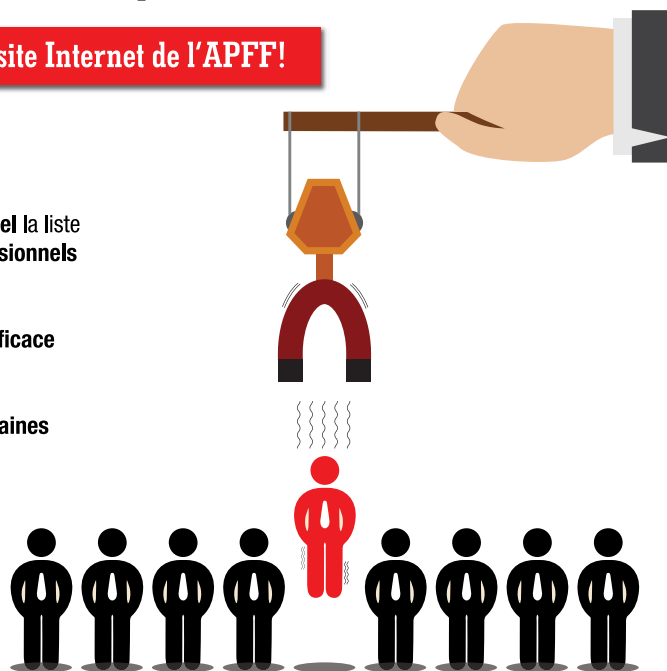 site Internet de l'APFF!
el la liste
sionnels
ficace
aines